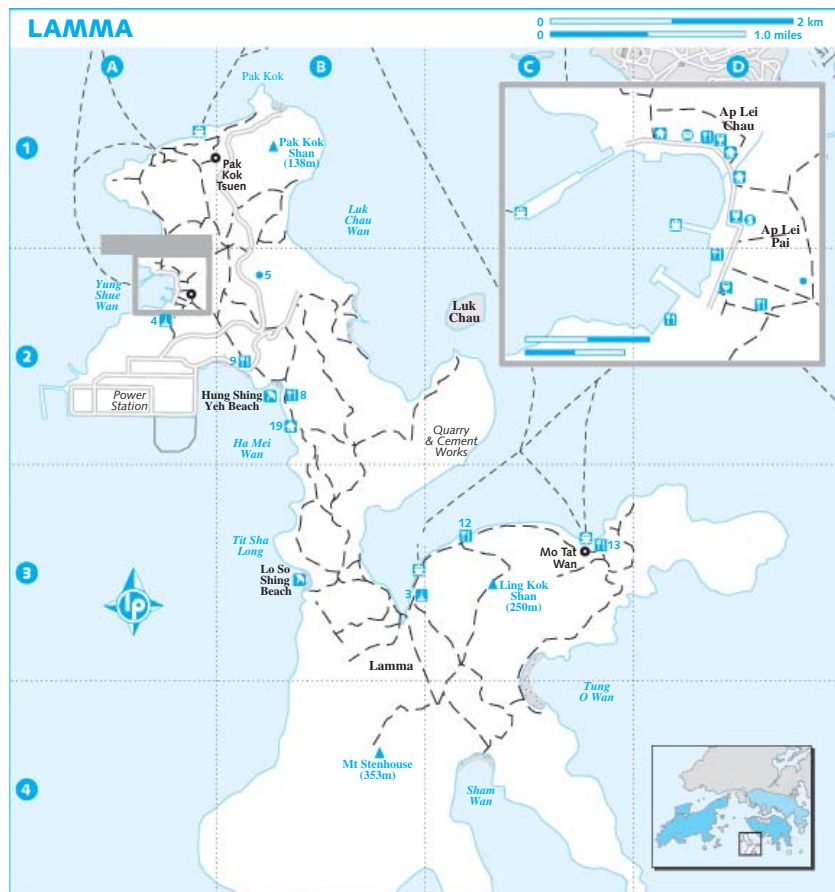 LAMMA
0 2 km
0 1.0 miles
A
B
C
D
1
2
3
4
Pak Kok
Pak Kok
Shan
(138m)
Pak
Kok
Tsuen
Luk
Chau
Wan
Ap Lei
Chau
Ap Lei
Pai
Yung
Shue
Wan
5
4
Luk
Chau
9
Power
Station
Hung Shing
Yeh Beach
8
19
Ha Mei
Wan
Quarry
& Cement
Works
Tit Sha
Long
12
13
Mo Tat
Wan
Lo So
Shing
Beach
3
Ling Kok
Shan
(250m)
lp
Lamma
Tung
O Wan
Mt Stenhouse
(353m)
Sham
Wan